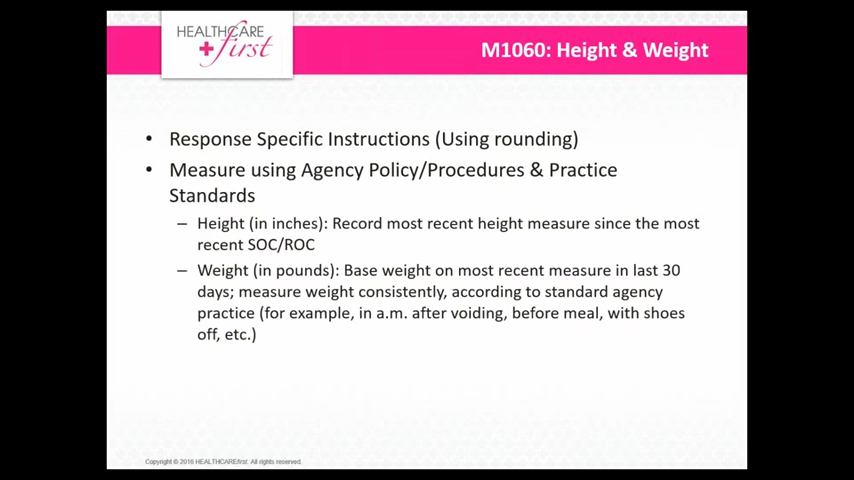 HEALTHCARE
first
M1060: Height & Weight
• Response Specific Instructions (Using rounding)
• Measure using Agency Policy/Procedures & Practice
Standards
– Height (in inches): Record most recent height measure since the most
recent SOC/ROC
– Weight (in pounds): Base weight on most recent measure in last 30
days; measure weight consistently, according to standard agency
practice (for example, in a.m. after voiding, before meal, with shoes
off, etc.)
Copyright © 2016 HEALTHCAREfirst. All rights reserved.